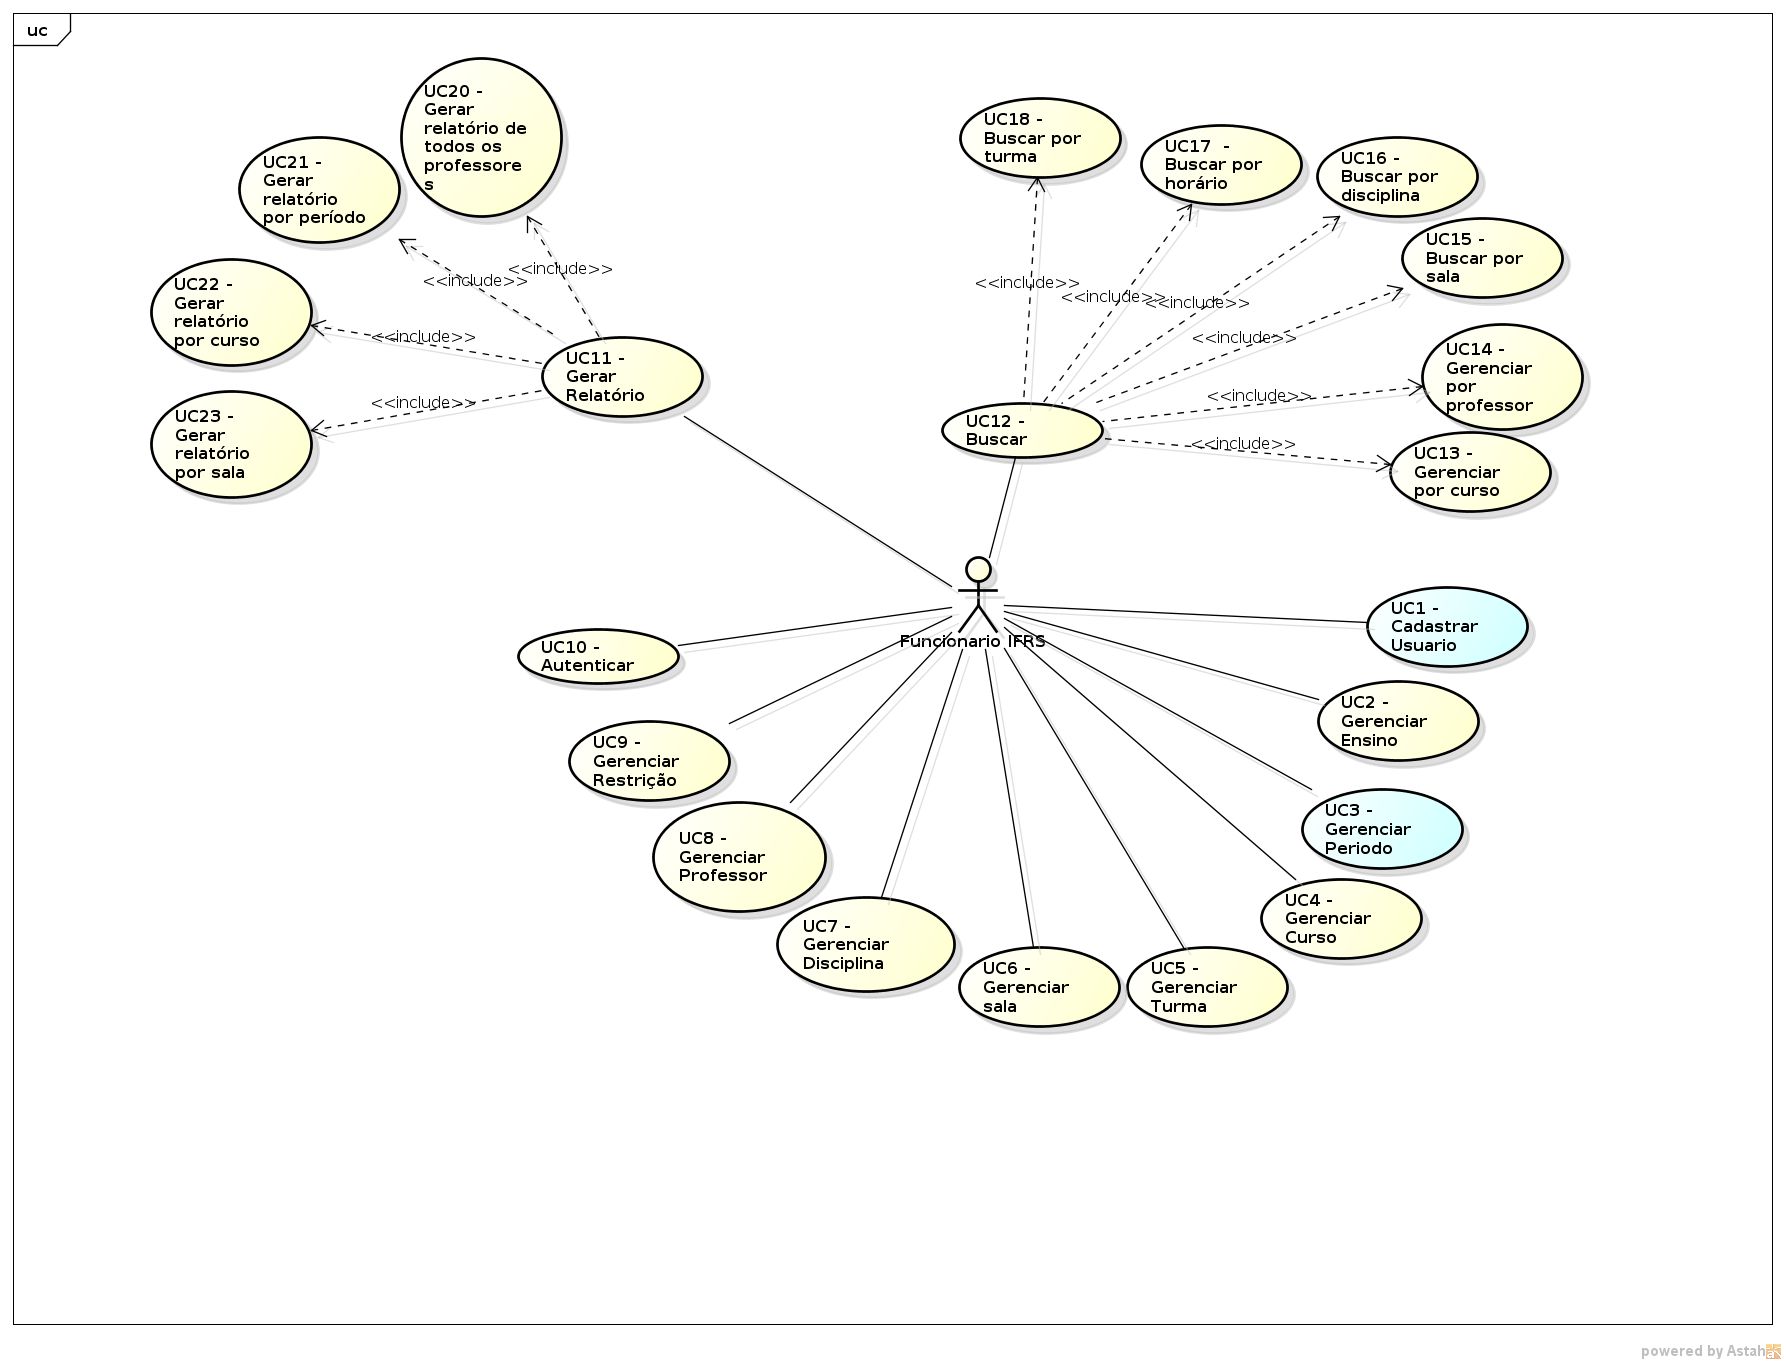 uc
UC20 -
Gerar
relatório de
todos os
professore
s
UC21 -
Gerar
relatório
por período
UC22 -
Gerar
relatório
por curso
UC23 -
Gerar
relatório
por sala
<<include>>
<<include>>
<<include>>
<<include>>
UC11 -
Gerar
Relatório
UC18 -
Buscar por
turma
UC17  -
Buscar por
horário
UC16 -
Buscar por
disciplina
UC15 -
Buscar por
sala
UC14 -
Gerenciar
por
professor
UC13 -
Gerenciar
por curso
<<include>>
<<include>>
<<include>>
<<include>>
<<include>>
<<include>>
UC12 -
Buscar
Funcionario IFRS
UC1 -
Cadastrar
Usuario
UC2 -
Gerenciar
Ensino
UC3 -
Gerenciar
Periodo
UC4 -
Gerenciar
Curso
UC5 -
Gerenciar
Turma
UC6 -
Gerenciar
sala
UC7 -
Gerenciar
Disciplina
UC8 -
Gerenciar
Professor
UC9 -
Gerenciar
Restrição
UC10 -
Autenticar
powered by Astah